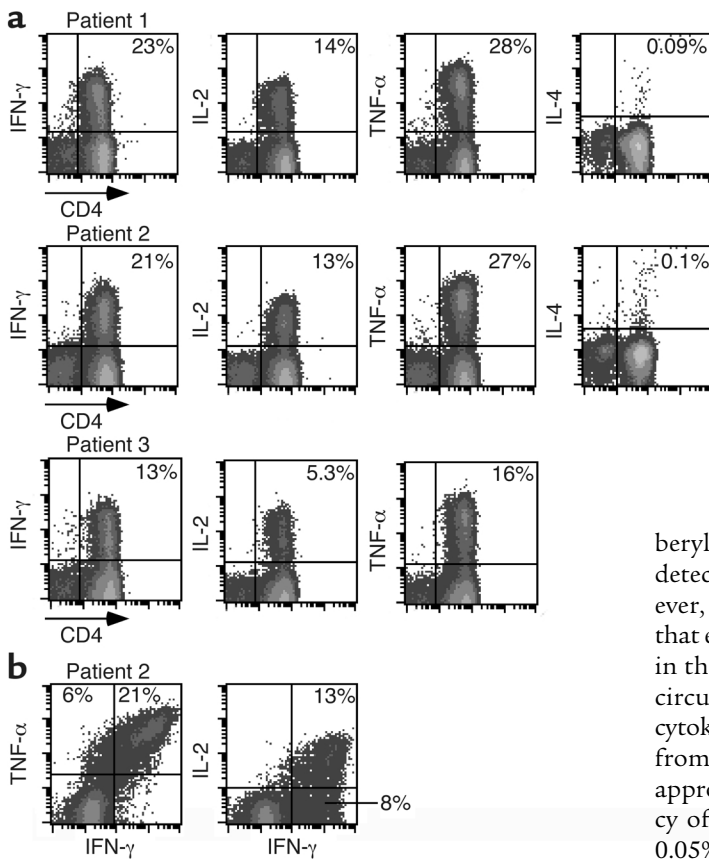 a
Patient 1
23%
14%
28%
0.09%
IFN-γ
IL-2
TNF-α
IL-4
CD4
Patient 2
21%
13%
27%
0.1%
IFN-γ
IL-2
TNF-α
IL-4
CD4
Patient 3
13%
5.3%
16%
IFN-γ
IL-2
TNF-α
CD4
b
Patient 2
6% 21%
13%
TNF-α
IL-2
8%
IFN-γ
IFN-γ
beryl
detec
ever,
that e
in th
circu
cytok
from
appro
cy of
0.05%